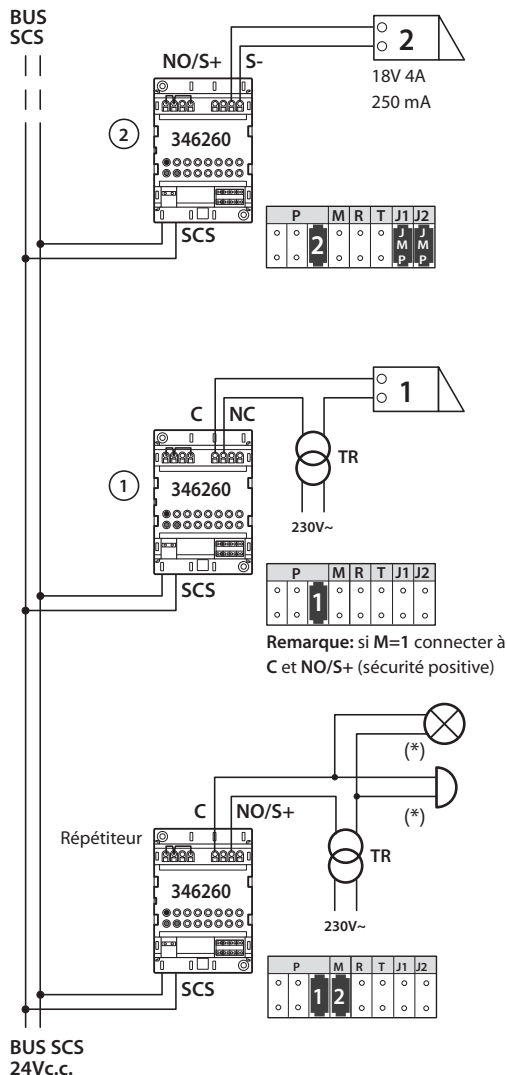 BUS
SCS
NO/S+ S-
2
18V 4A
250 mA
2
346260
SCS
P M R T J1 J2
2 JMP JMP
1
C NC
TR
1
346260
230V~
SCS
P M R T J1 J2
1
Remarque: si M=1 connecter à
C et NO/S+ (sécurité positive)
(*)
C NO/S+
(*)
Répétiteur
TR
346260
230V~
SCS
P M R T J1 J2
1 2
BUS SCS
24Vc.c.